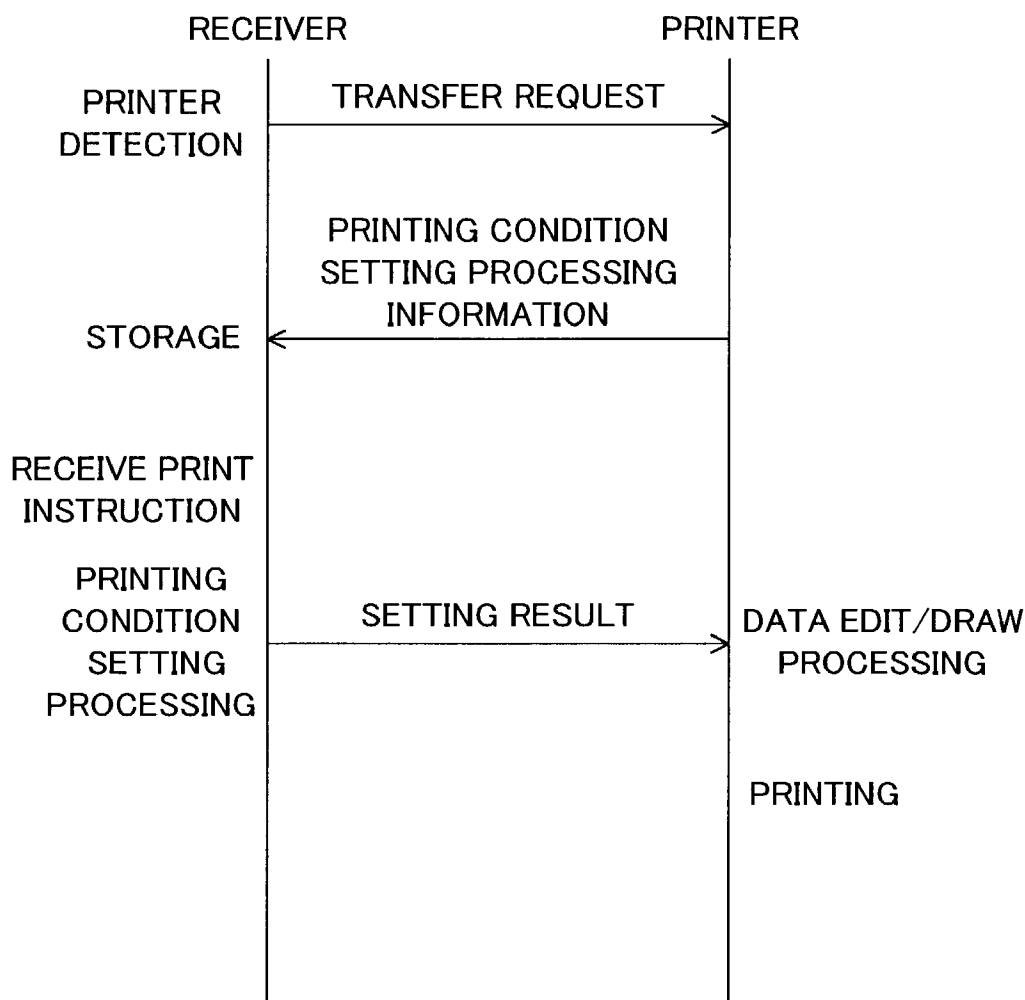 RECEIVER
PRINTER
PRINTER
DETECTION
TRANSFER REQUEST
PRINTING CONDITION
SETTING PROCESSING
INFORMATION
STORAGE
RECEIVE PRINT
INSTRUCTION
PRINTING
CONDITION
SETTING
PROCESSING
SETTING RESULT
DATA EDIT/DRAW
PROCESSING
PRINTING